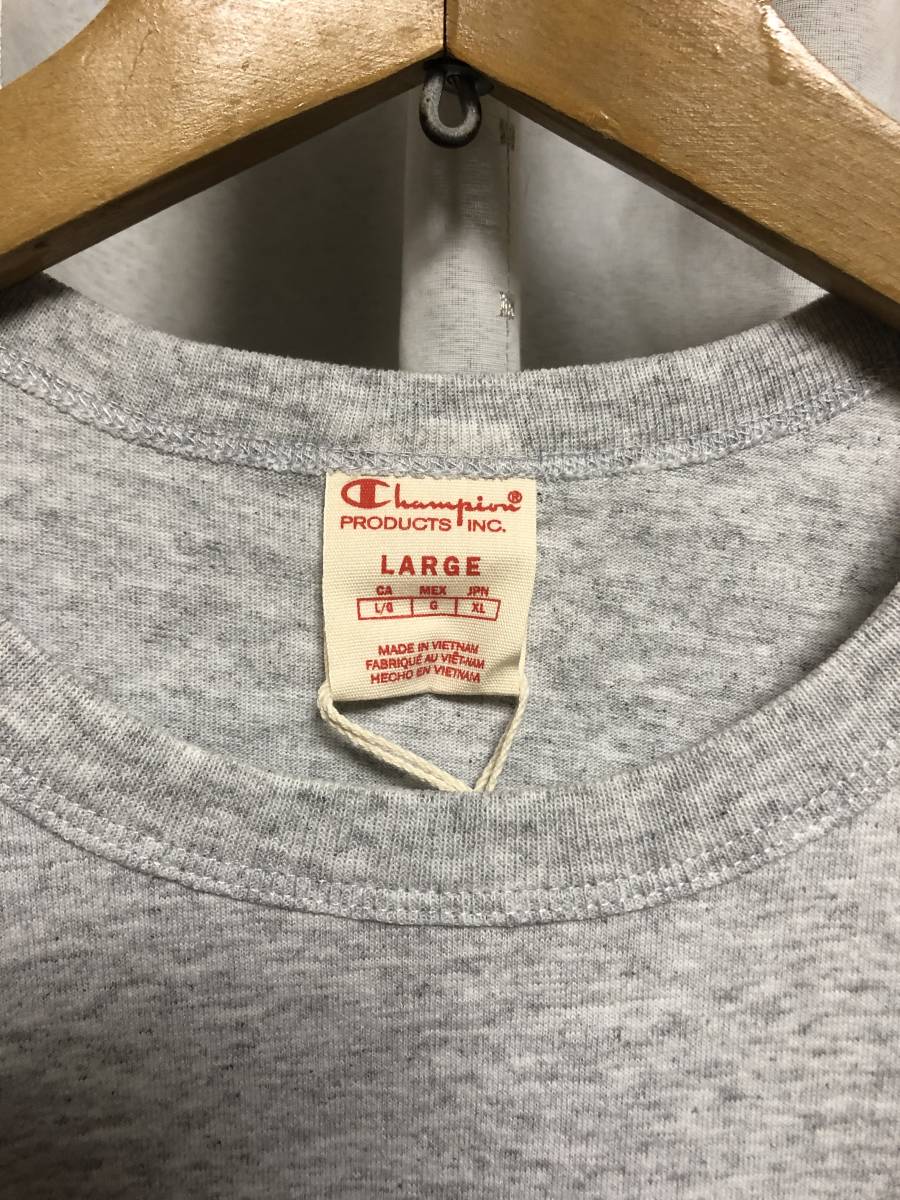 Champion®
PRODUCTS INC.
LARGE
CA MEX JPN
L/G G XL
MADE IN VIETNAM
FABRIQUÉ AU VIÊT-NAM
HECHO EN VIETNAM